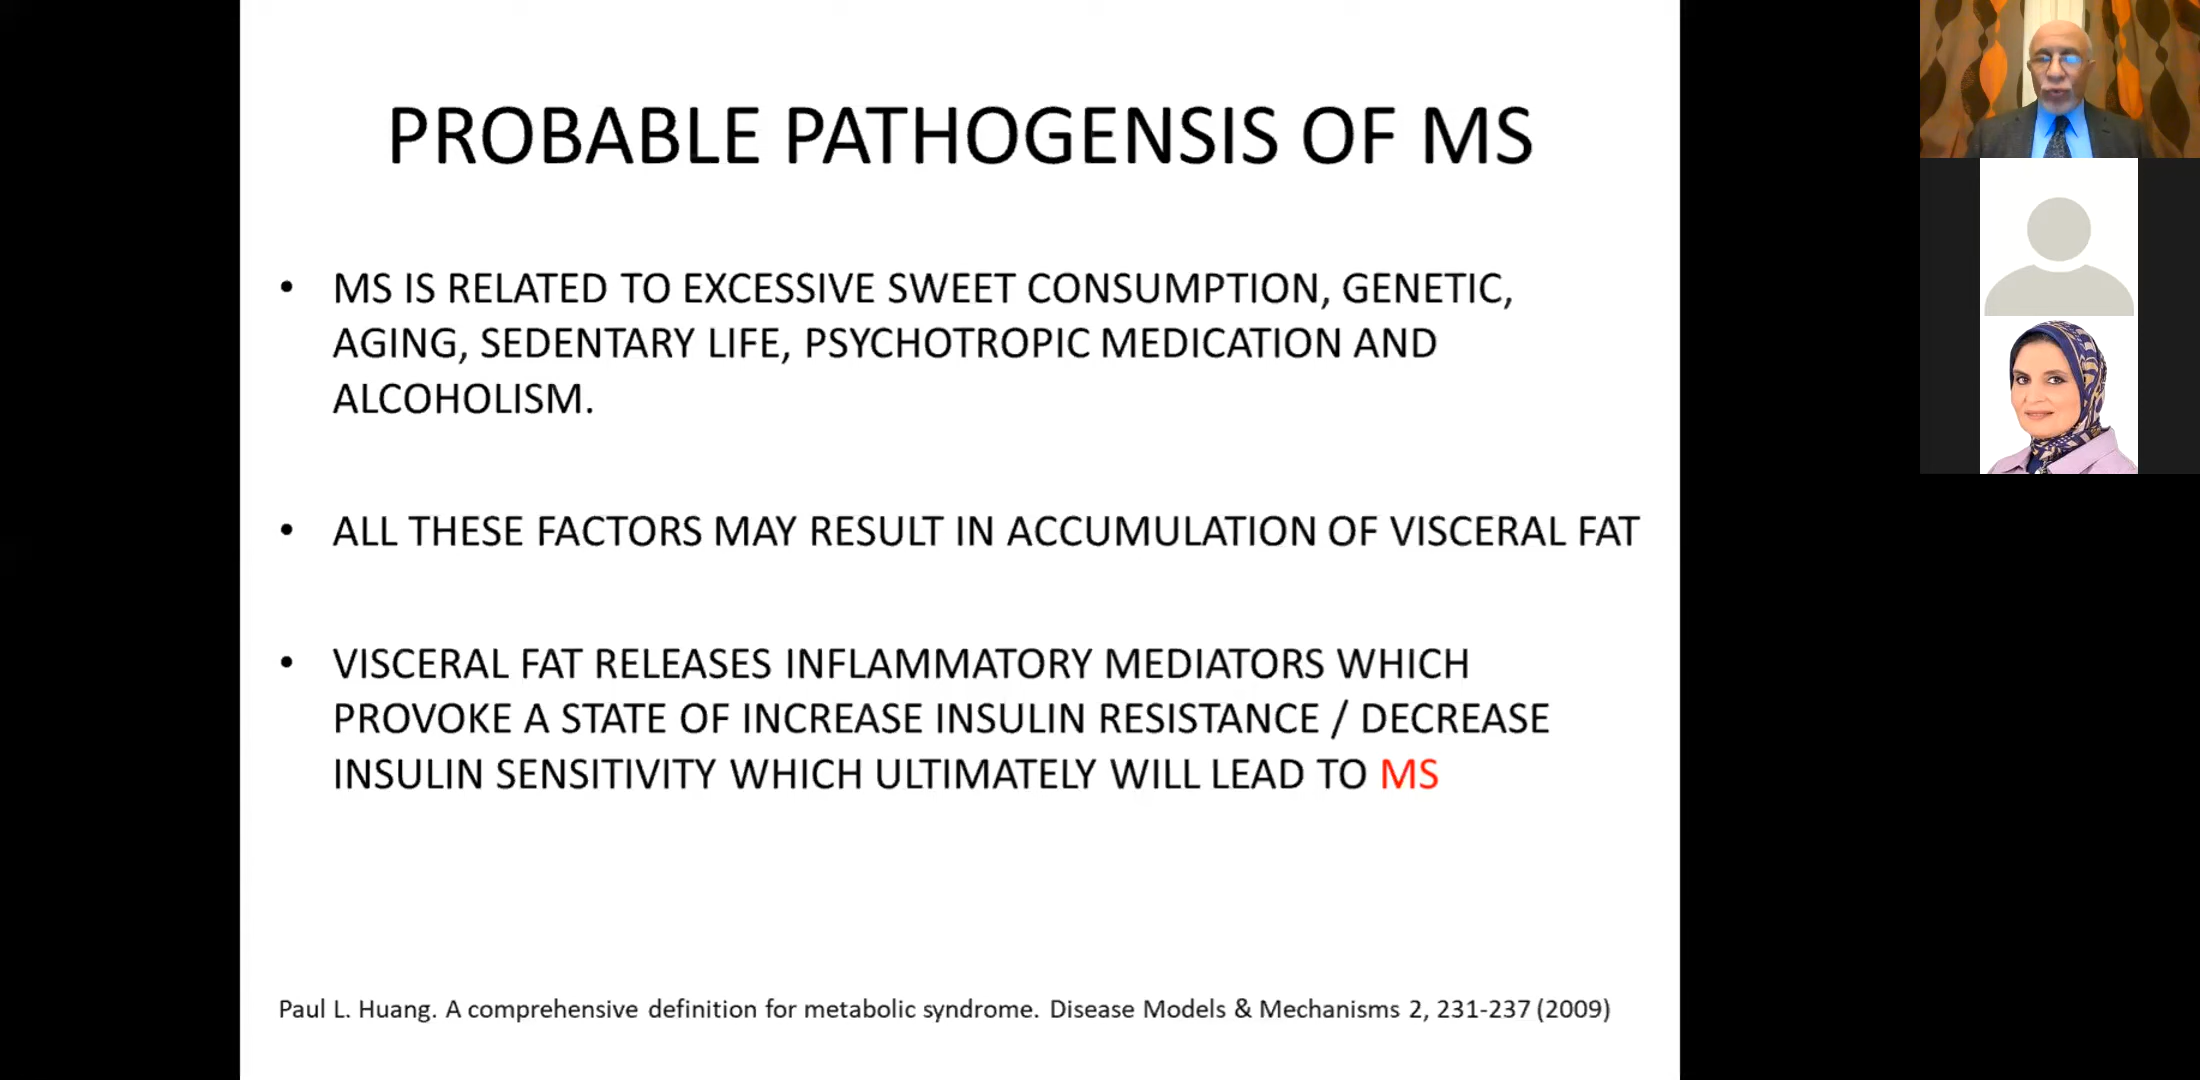 PROBABLE PATHOGENSIS OF MS
• MS IS RELATED TO EXCESSIVE SWEET CONSUMPTION, GENETIC,
AGING, SEDENTARY LIFE, PSYCHOTROPIC MEDICATION AND
ALCOHOLISM.
• ALL THESE FACTORS MAY RESULT IN ACCUMULATION OF VISCERAL FAT
• VISCERAL FAT RELEASES INFLAMMATORY MEDIATORS WHICH
PROVOKE A STATE OF INCREASE INSULIN RESISTANCE / DECREASE
INSULIN SENSITIVITY WHICH ULTIMATELY WILL LEAD TO MS
Paul L. Huang. A comprehensive definition for metabolic syndrome. Disease Models & Mechanisms 2, 231-237 (2009)